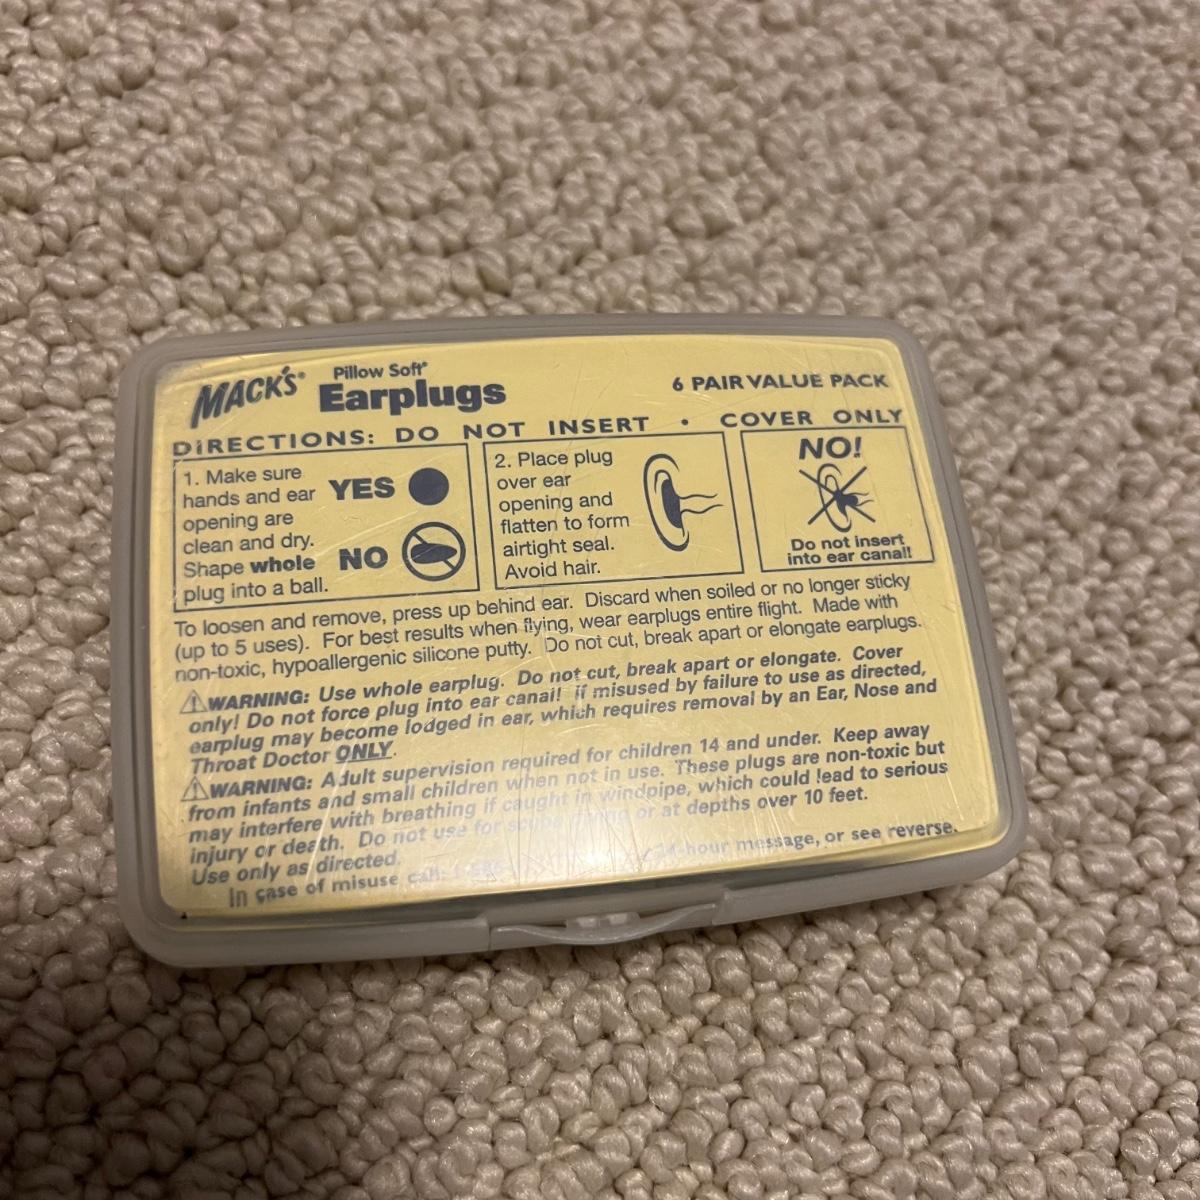 MACK'S® Pillow Soft® Earplugs
6 PAIR VALUE PACK
DIRECTIONS: DO NOT INSERT • COVER ONLY
1. Make sure
hands and ear
opening are
clean and dry.
Shape whole
plug into a ball.
YES
NO
2. Place plug
over ear
opening and
flatten to form
airtight seal.
Avoid hair.
NO!
Do not insert
into ear canal!
To loosen and remove, press up behind ear. Discard when soiled or no longer sticky
(up to 5 uses). For best results when flying, wear earplugs entire flight. Made with
non-toxic, hypoallergenic silicone putty. Do not cut, break apart or elongate earplugs.
⚠WARNING: Use whole earplug. Do not cut, break apart or elongate. Cover
only! Do not force plug into ear canal! If misused by failure to use as directed,
earplug may become lodged in ear, which requires removal by an Ear, Nose and
Throat Doctor ONLY.
⚠WARNING: Adult supervision required for children 14 and under. Keep away
from infants and small children when not in use. These plugs are non-toxic but
may interfere with breathing if caught in windpipe, which could lead to serious
injury or death. Do not use for scuba diving or at depths over 10 feet.
Use only as directed.
In case of misuse call: 24-hour message, or see reverse.